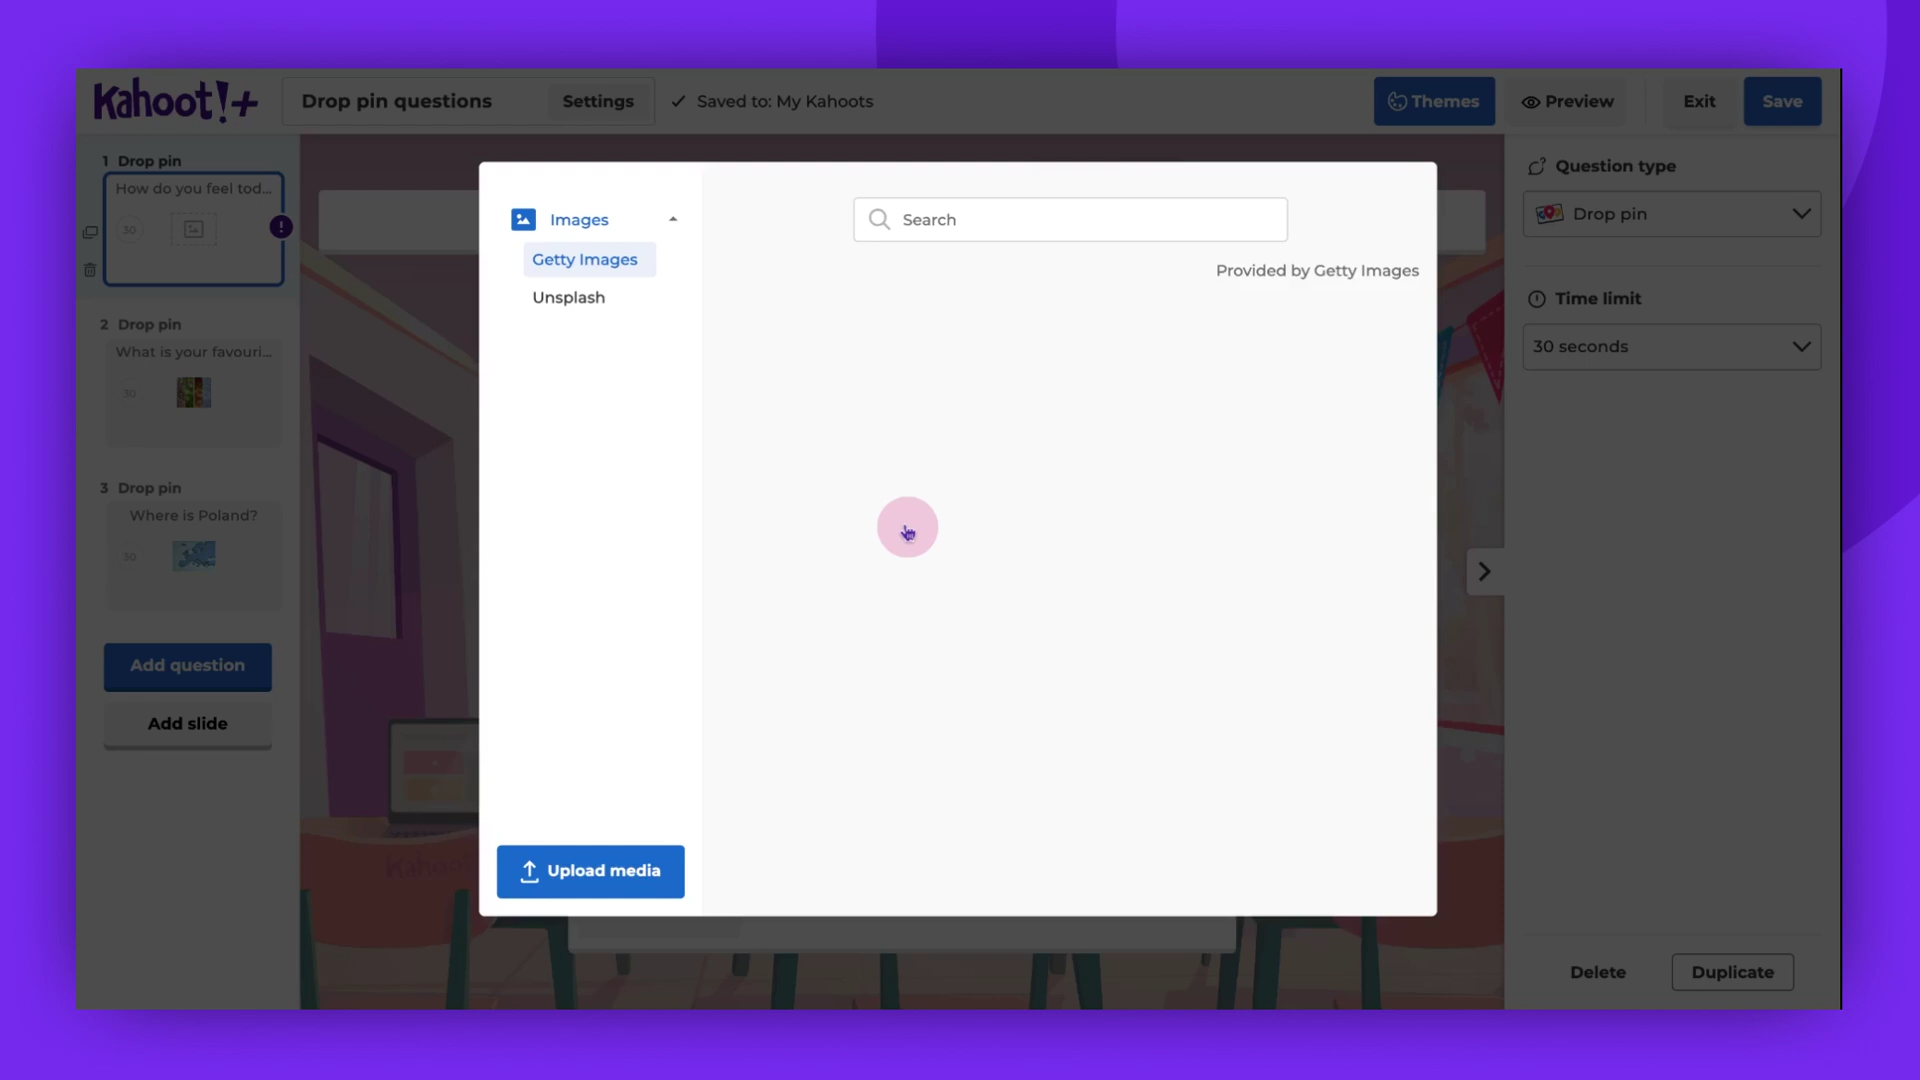 Kahoot!+
Drop pin questions
Settings
Saved to: My Kahoots
Themes
Preview
Exit
Save
1 Drop pin
How do you feel tod...
30
!
2 Drop pin
What is your favouri...
30
3 Drop pin
Where is Poland?
30
Add question
Add slide
Images
Getty Images
Unsplash
Upload media
Search
Provided by Getty Images
Kahoot!
Question type
Drop pin
Time limit
30 seconds
Delete
Duplicate